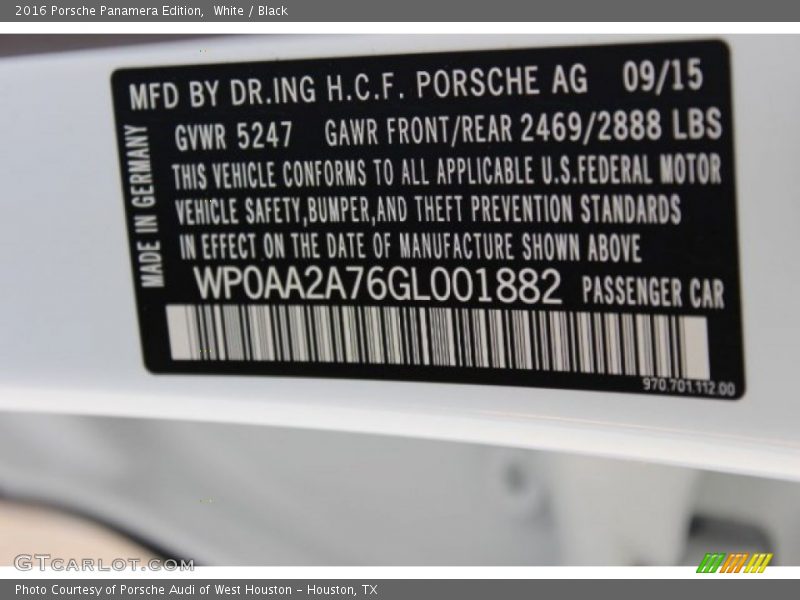 2016 Porsche Panamera Edition, White / Black
MFD BY DR.ING H.C.F. PORSCHE AG 09/15
GVWR 5247 GAWR FRONT/REAR 2469/2888 LBS
THIS VEHICLE CONFORMS TO ALL APPLICABLE U.S.FEDERAL MOTOR
VEHICLE SAFETY,BUMPER,AND THEFT PREVENTION STANDARDS
IN EFFECT ON THE DATE OF MANUFACTURE SHOWN ABOVE
MADE IN GERMANY
WP0AA2A76GL001882 PASSENGER CAR
970.701.112.00
GTCARLOT.COM
Photo Courtesy of Porsche Audi of West Houston - Houston, TX